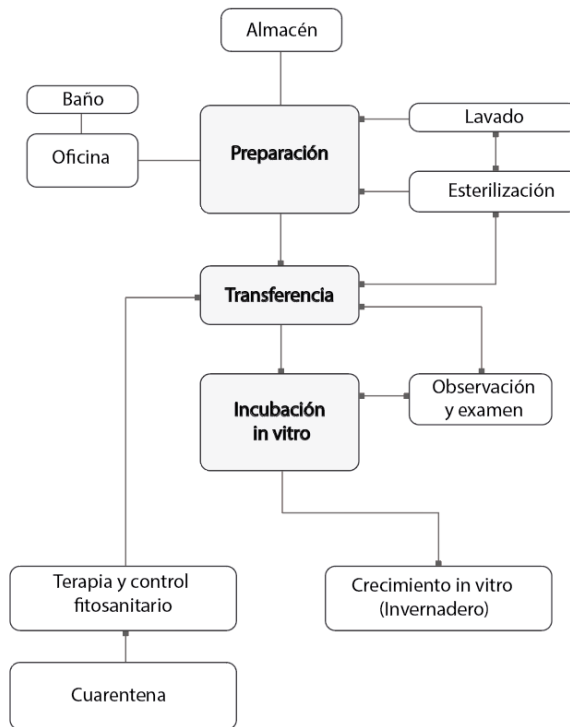 Almacén
Baño
Oficina
Preparación
Lavado
Esterilización
Transferencia
Incubación
in vitro
Observación
y examen
Terapia y control
fitosanitario
Crecimiento in vitro
(Invernadero)
Cuarentena